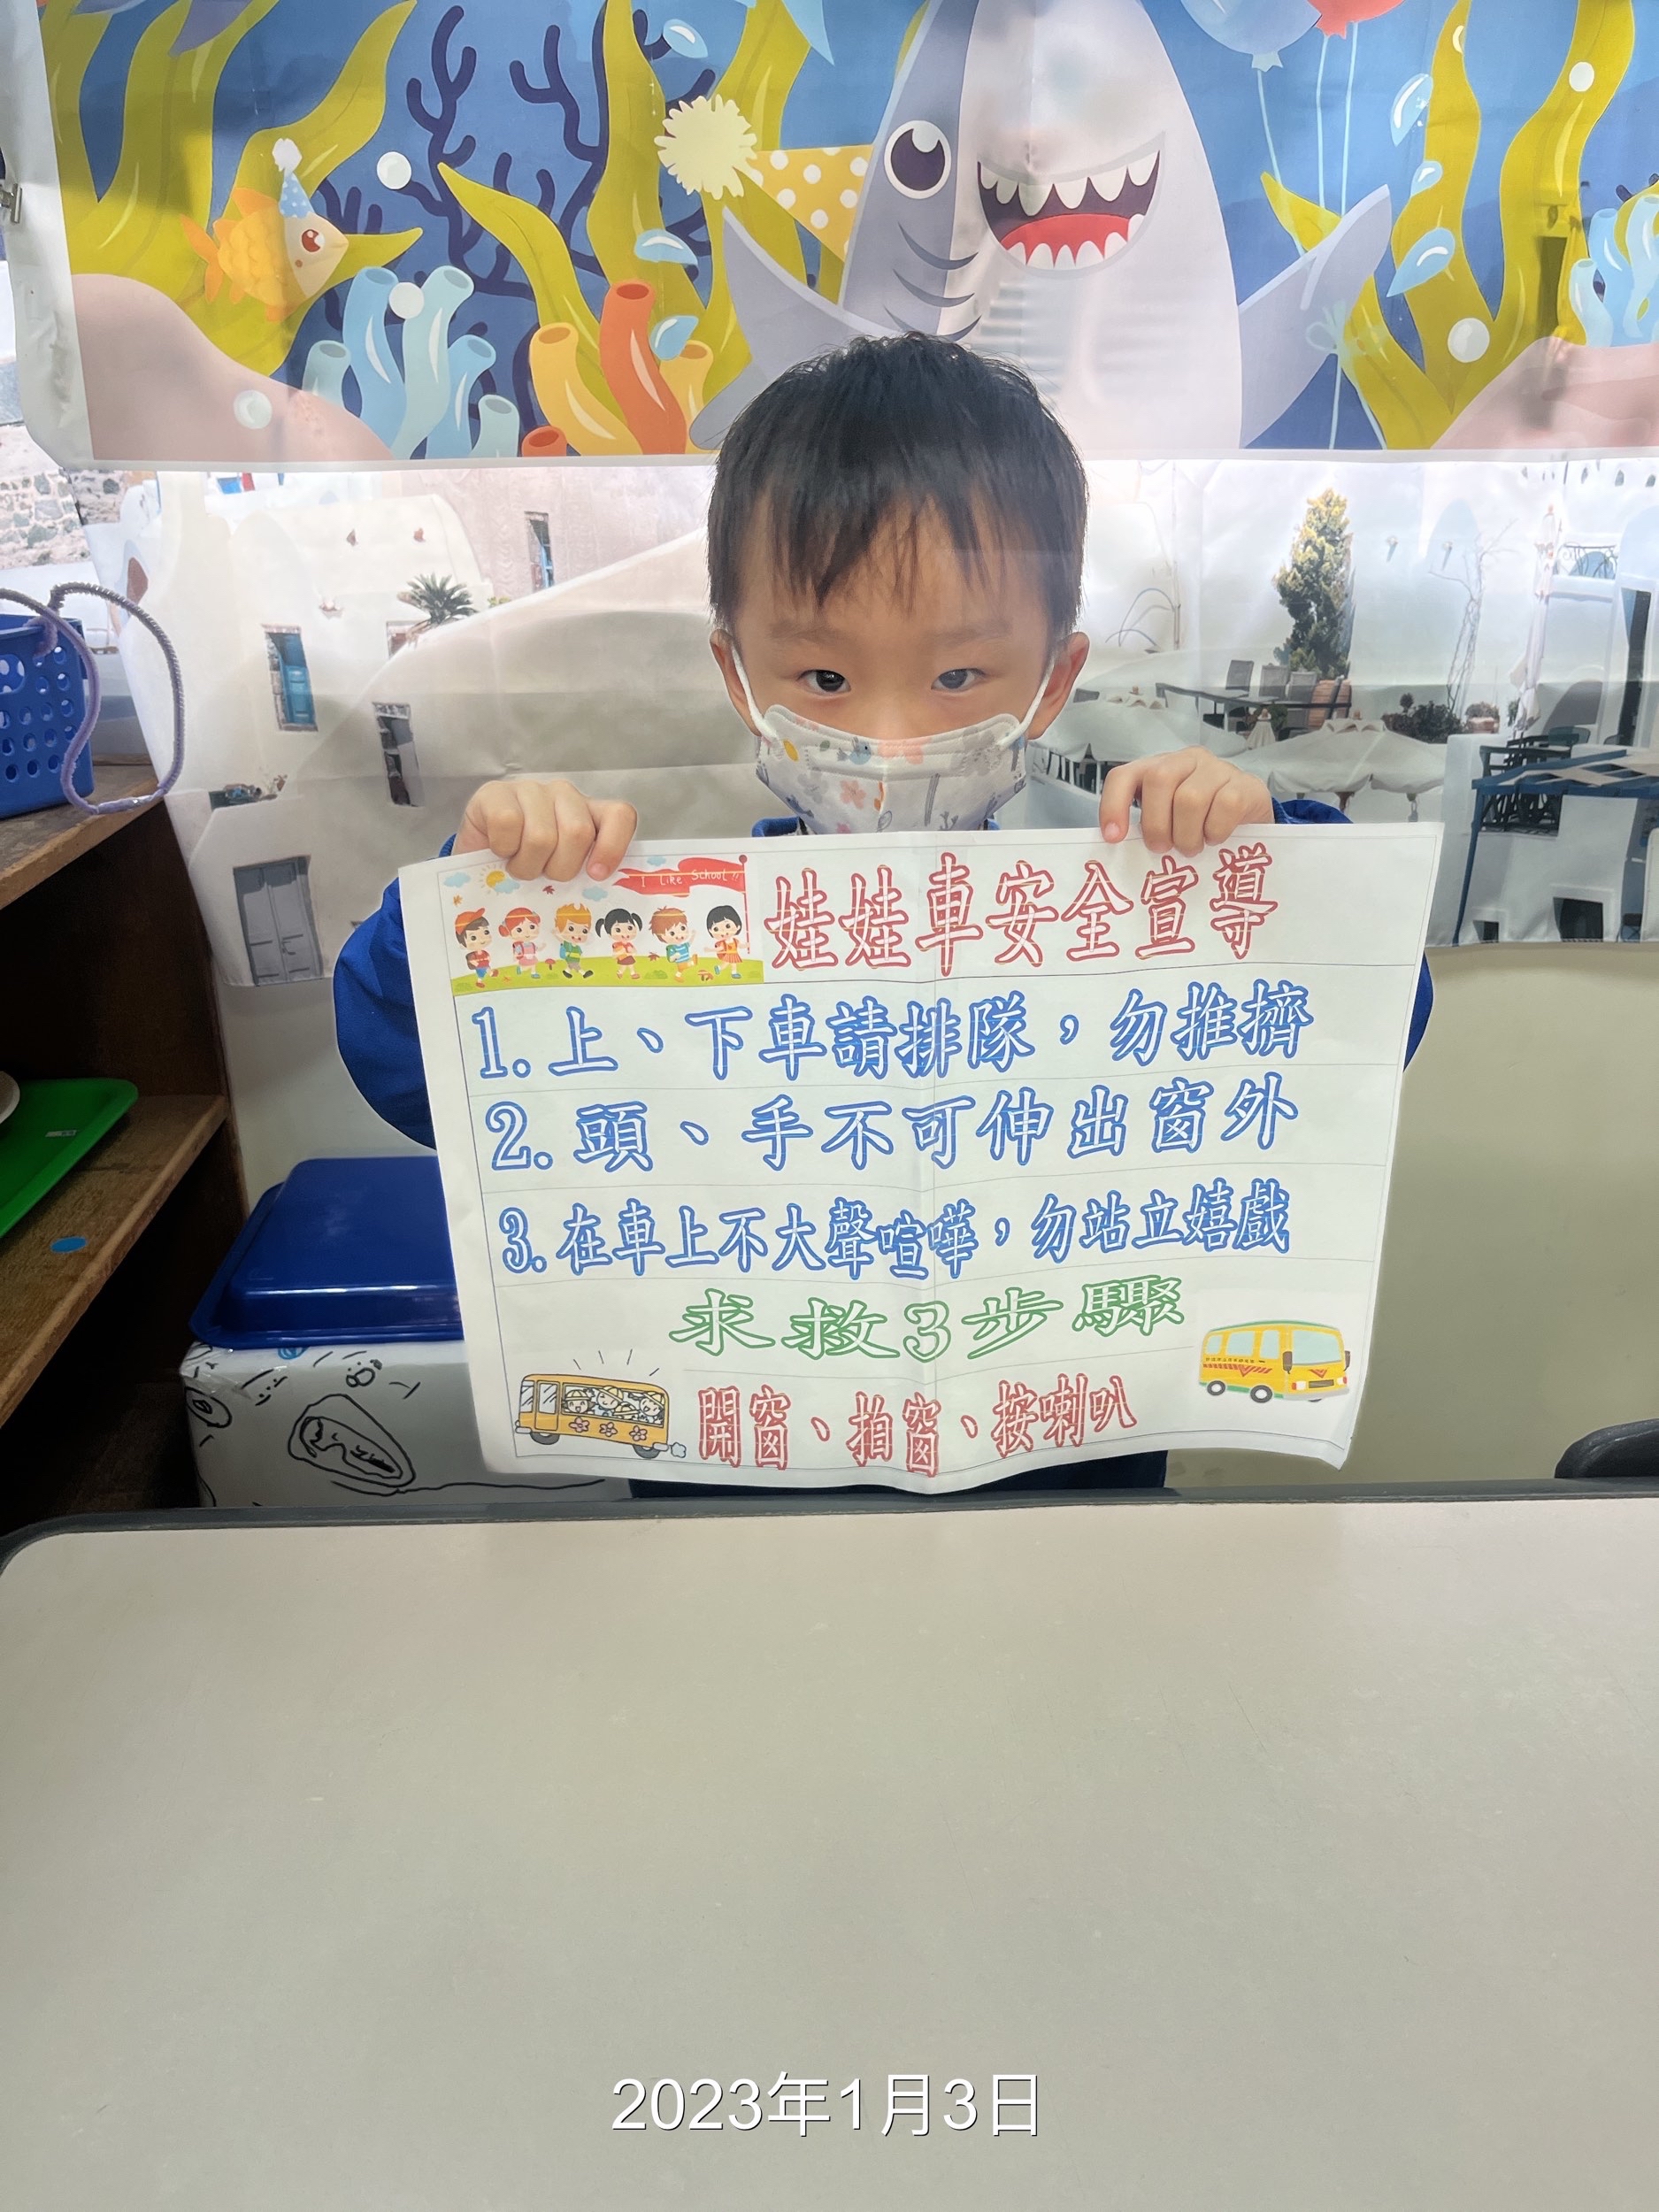 I Like School !!
娃娃車安全宣導
1.上、下車請排隊，勿推擠
2.頭、手不可伸出窗外
3.在車上不大聲喧嘩，勿站立嬉戲
求救3步驟
開窗、拍窗、按喇叭
2023年1月3日